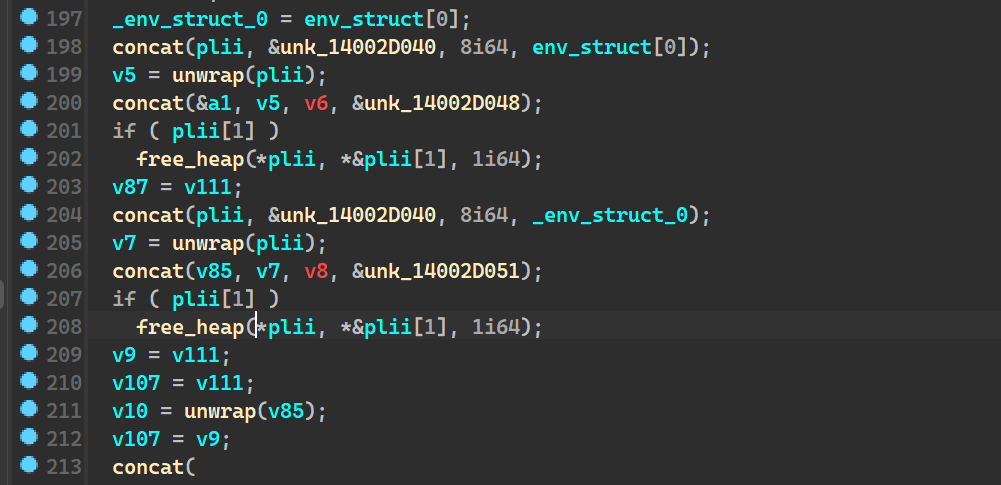 197 _env_struct_0 = env_struct[0];
198 concat(plii, &unk_14002D040, 8i64, env_struct[0]);
199 v5 = unwrap(plii);
200 concat(&a1, v5, v6, &unk_14002D048);
201 if ( plii[1] )
202 free_heap(*plii, *&plii[1], 1i64);
203 v87 = v111;
204 concat(plii, &unk_14002D040, 8i64, _env_struct_0);
205 v7 = unwrap(plii);
206 concat(v85, v7, v8, &unk_14002D051);
207 if ( plii[1] )
208 free_heap(*plii, *&plii[1], 1i64);
209 v9 = v111;
210 v107 = v111;
211 v10 = unwrap(v85);
212 v107 = v9;
213 concat(